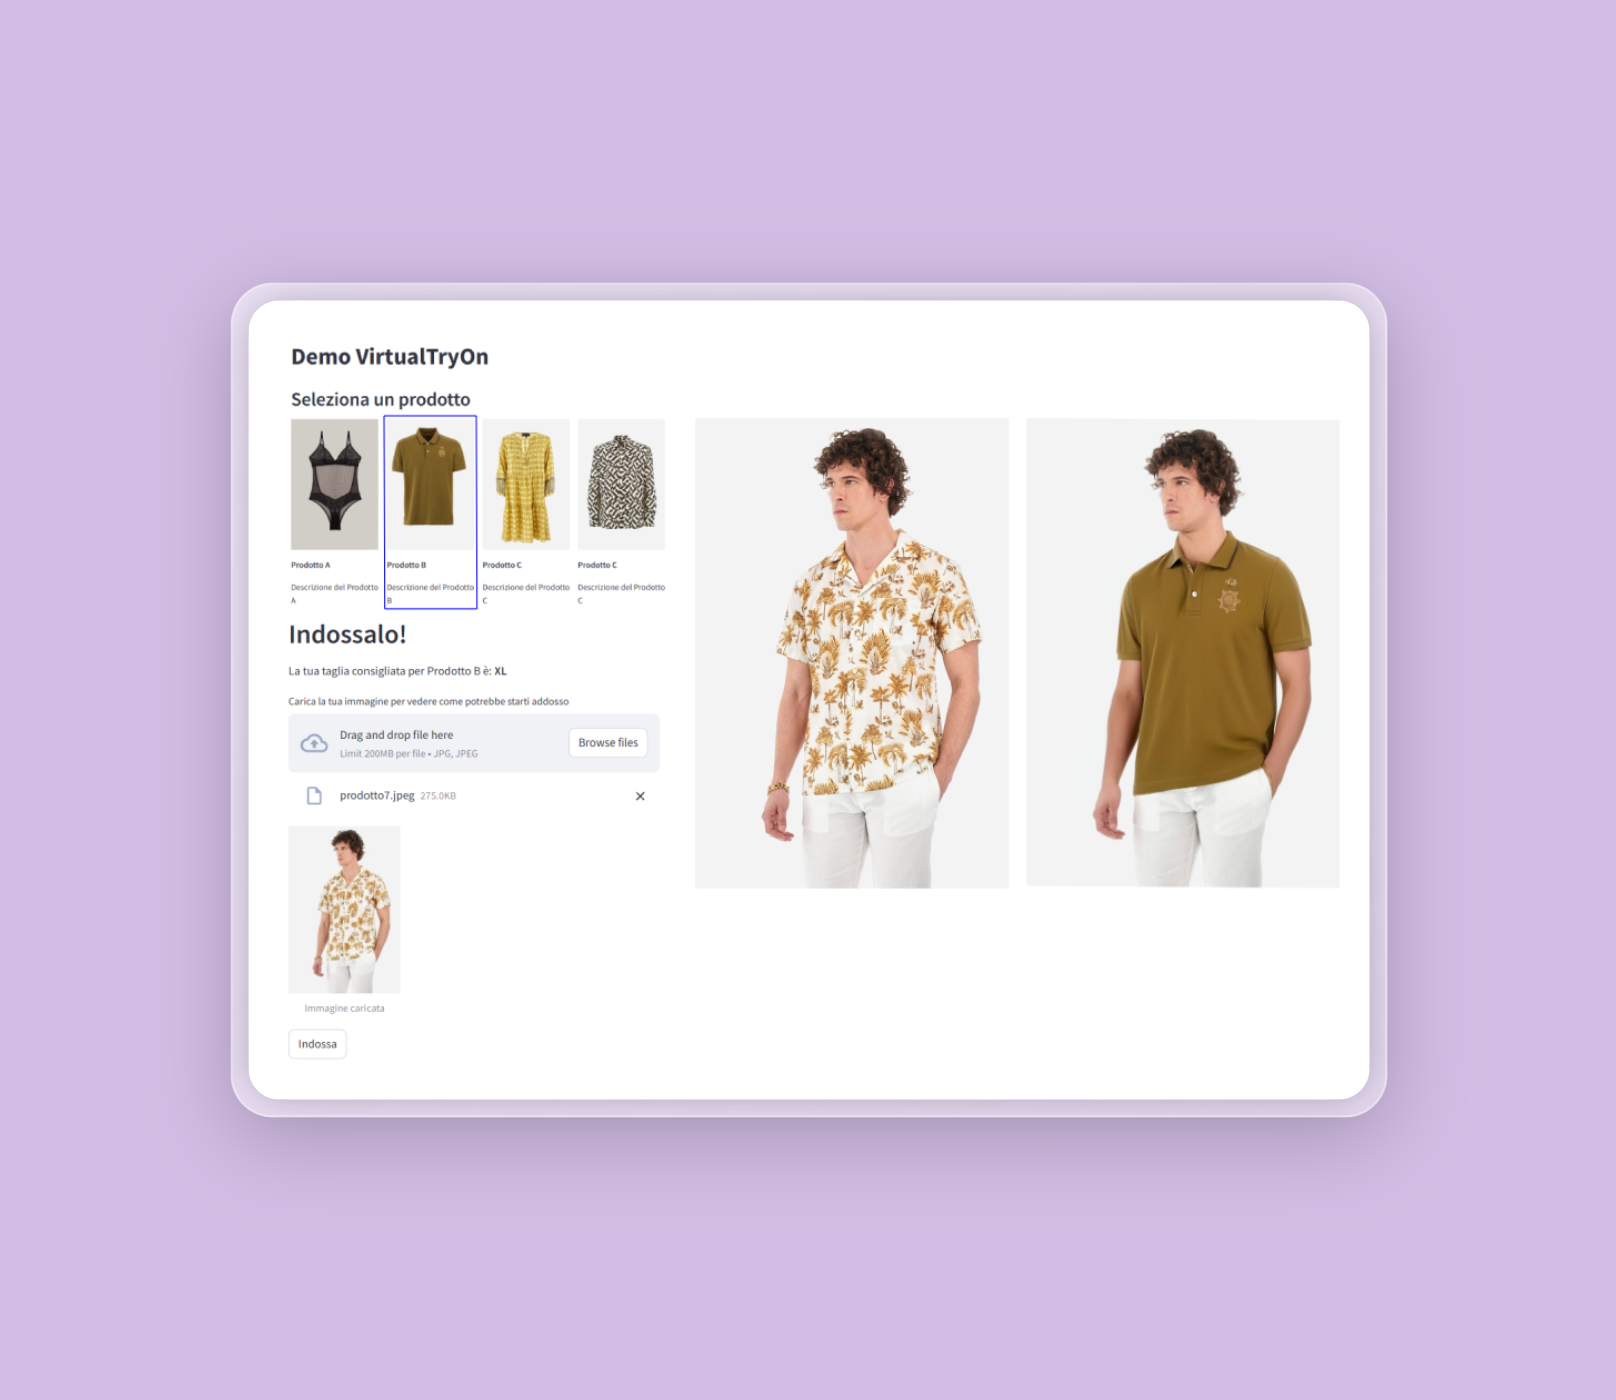 Demo VirtualTryOn
Seleziona un prodotto
Prodotto A
Descrizione del Prodotto
A
Prodotto B
Descrizione del Prodotto
B
Prodotto C
Descrizione del Prodotto
C
Prodotto C
Descrizione del Prodotto
C
Indossalo!
La tua taglia consigliata per Prodotto B è: XL
Carica la tua immagine per vedere come potrebbe starti addosso
Drag and drop file here
Limit 200MB per file • JPG, JPEG
Browse files
prodotto7.jpeg 275.0KB
Immagine caricata
Indossa